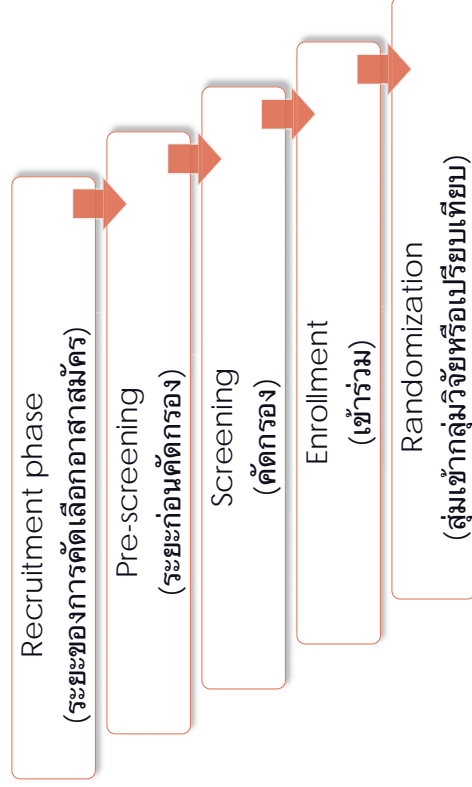 Recruitment phase
(ระยะของการคัดเลือกอาสาสมัคร)
Pre-screening
(ระยะก่อนคัดกรอง)
Screening
(คัดกรอง)
Enrollment
(เข้าร่วม)
Randomization
(สุ่มเข้ากลุ่มวิจัยหรือเปรียบเทียบ)